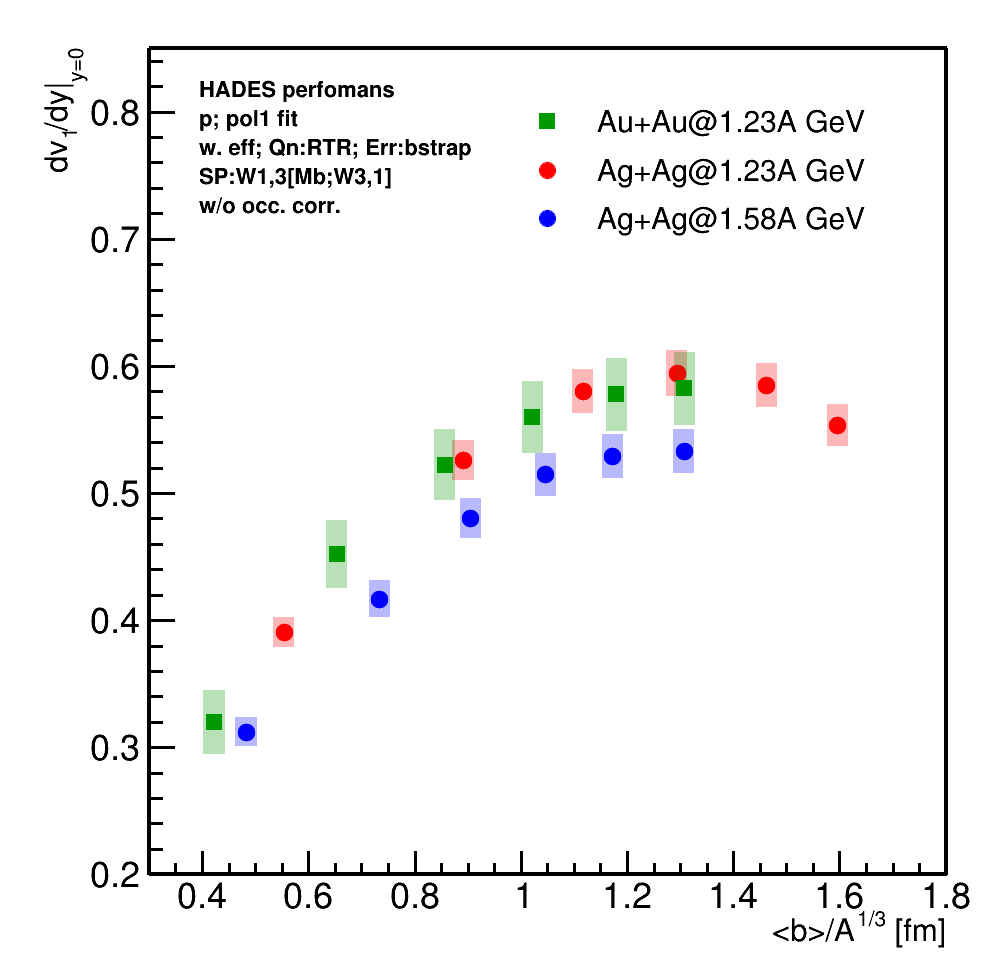 dv₁/dy|y=0
HADES perfomans
p; pol1 fit
w. eff; Qn:RTR; Err:bstrap
SP:W1,3[Mb;W3,1]
w/o occ. corr.
Au+Au@1.23A GeV
Ag+Ag@1.23A GeV
Ag+Ag@1.58A GeV
0.8
0.7
0.6
0.5
0.4
0.3
0.2
0.4 0.6 0.8 1 1.2 1.4 1.6 1.8
<b>/A^1/3 [fm]